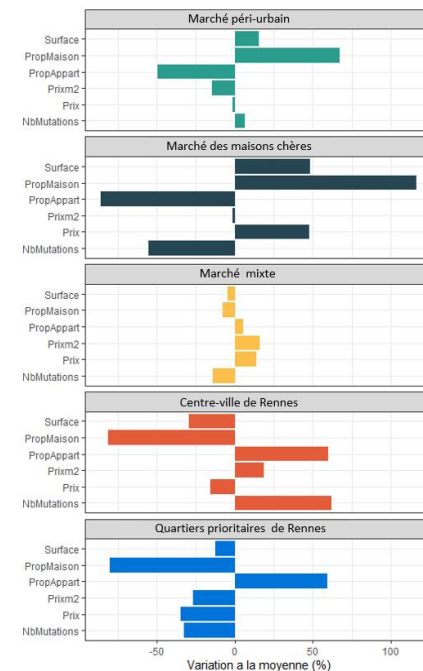 Marché péri-urbain
Surface
PropMaison
PropAppart
Prixm2
Prix
NbMutations
Marché des maisons chères
Surface
PropMaison
PropAppart
Prixm2
Prix
NbMutations
Marché mixte
Surface
PropMaison
PropAppart
Prixm2
Prix
NbMutations
Centre-ville de Rennes
Surface
PropMaison
PropAppart
Prixm2
Prix
NbMutations
Quartiers prioritaires de Rennes
Surface
PropMaison
PropAppart
Prixm2
Prix
NbMutations
-50 0 50 100
Variation a la moyenne (%)